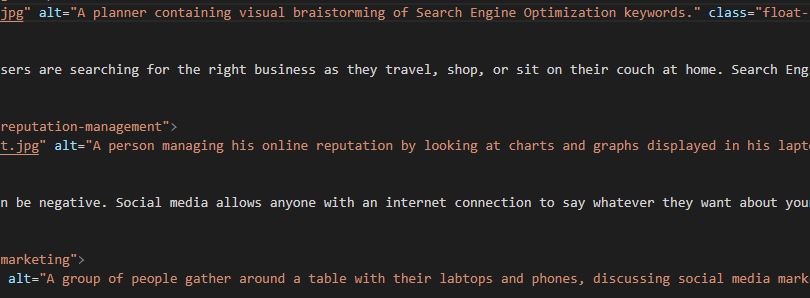 jpg" alt="A planner containing visual braistorming of Search Engine Optimization keywords." class="float-
sers are searching for the right business as they travel, shop, or sit on their couch at home. Search Eng
reputation-management">
t.jpg" alt="A person managing his online reputation by looking at charts and graphs displayed in his lapt
n be negative. Social media allows anyone with an internet connection to say whatever they want about you
marketing">
alt="A group of people gather around a table with their labtops and phones, discussing social media mark